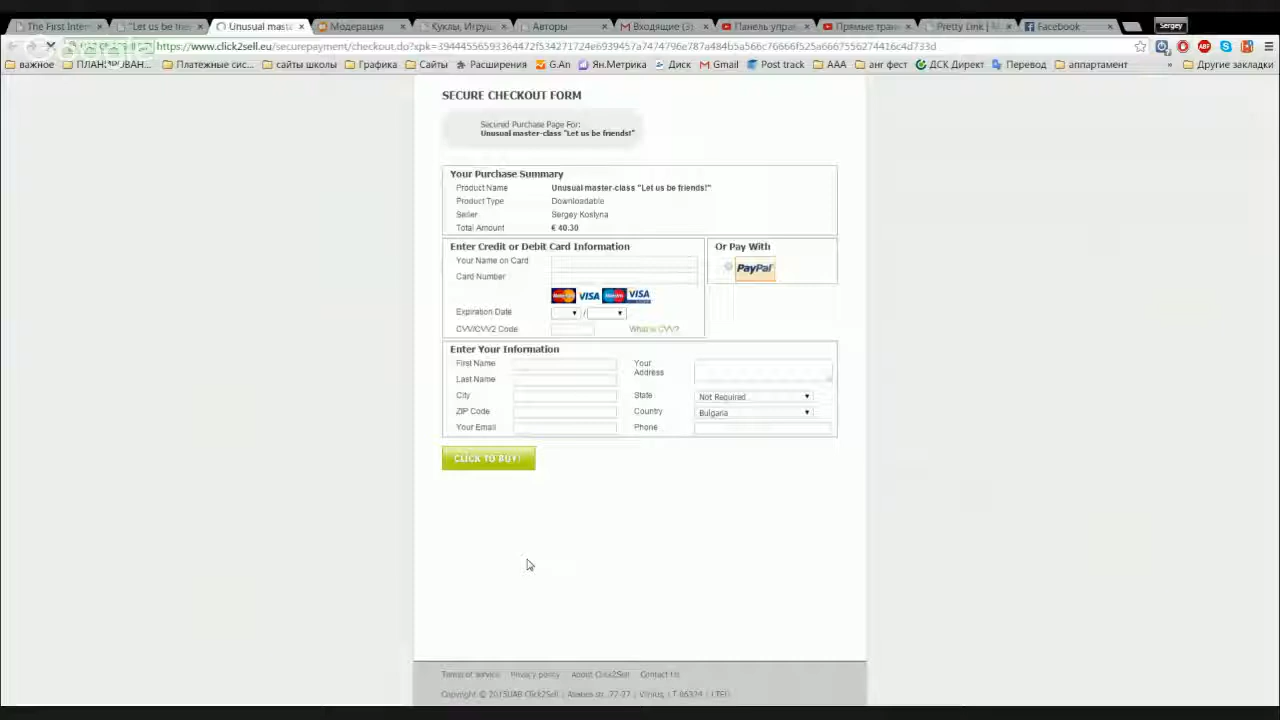 The First Inter
"Let us be frie
Unusual maste
Модерация
Куклы, Игруш
Авторы
Входящие (3)
Панель управ
Прямые тран
Pretty Link | М
Facebook
Sergey
https://www.click2sell.eu/securepayment/checkout.do?
важное
Платежные сис...
сайты школы
Графика
Сайты
Расширения
G.An
Ян.Метрика
Диск
Gmail
Post track
AAA
анг фест
ДСК Директ
Перевод
аппартамент
»
Другие закладки
SECURE CHECKOUT FORM
Secured Purchase Page For:
Unusual master-class "Let us be friends!"
Your Purchase Summary
Product Name Unusual master-class "Let us be friends!"
Product Type Downloadable
Seller Sergey Koslyna
Total Amount € 40.30
Enter Credit or Debit Card Information
Or Pay With
Your Name on Card
PayPal
Card Number
MasterCard VISA Maestro VISA
Expiration Date /
CVV/CVV2 Code What is CVV?
Enter Your Information
First Name
Your Address
Last Name
City
State Not Required
ZIP Code
Country Bulgaria
Your Email
Phone
CLICK TO BUY!
Terms of service Privacy policy About Click2Sell Contact Us
Copyright © 2015UAB Click2Sell